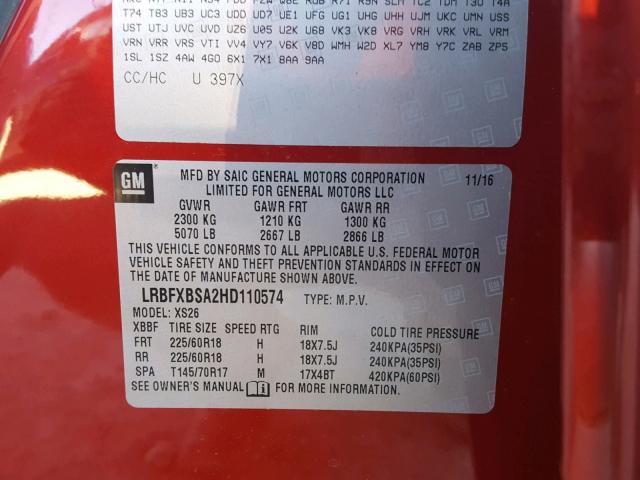 T74 T83 UB3 UC3 UDD UD7 UE1 UFG UG1 UHG UHH UJM UKC UMN USS
UST UTJ UVC UVD UZ6 U05 U2K U68 VK3 VK8 VRG VRH VRK VRL VRM
VRN VRR VRS VTI VV4 VY7 V6K V8D WMH W2D XL7 YM8 Y7C ZAB ZP5
1SL 1SZ 4AW 4GO 6X1 7X1 8AA 9AA
CC/HC U 397X
GM
MFD BY SAIC GENERAL MOTORS CORPORATION 11/16
LIMITED FOR GENERAL MOTORS LLC
GVWR GAWR FRT GAWR RR
2300 KG 1210 KG 1300 KG
5070 LB 2667 LB 2866 LB
THIS VEHICLE CONFORMS TO ALL APPLICABLE U.S. FEDERAL MOTOR
VEHICLE SAFETY AND THEFT PREVENTION STANDARDS IN EFFECT ON
THE DATE OF MANUFACTURE SHOWN ABOVE.
LRBFXBSA2HD110574 TYPE: M.P.V.
MODEL: XS26
XBBF TIRE SIZE SPEED RTG RIM COLD TIRE PRESSURE
FRT 225/60R18 H 18X7.5J 240KPA(35PSI)
RR 225/60R18 H 18X7.5J 240KPA(35PSI)
SPA T145/70R17 M 17X4BT 420KPA(60PSI)
SEE OWNER'S MANUAL FOR MORE INFORMATION.